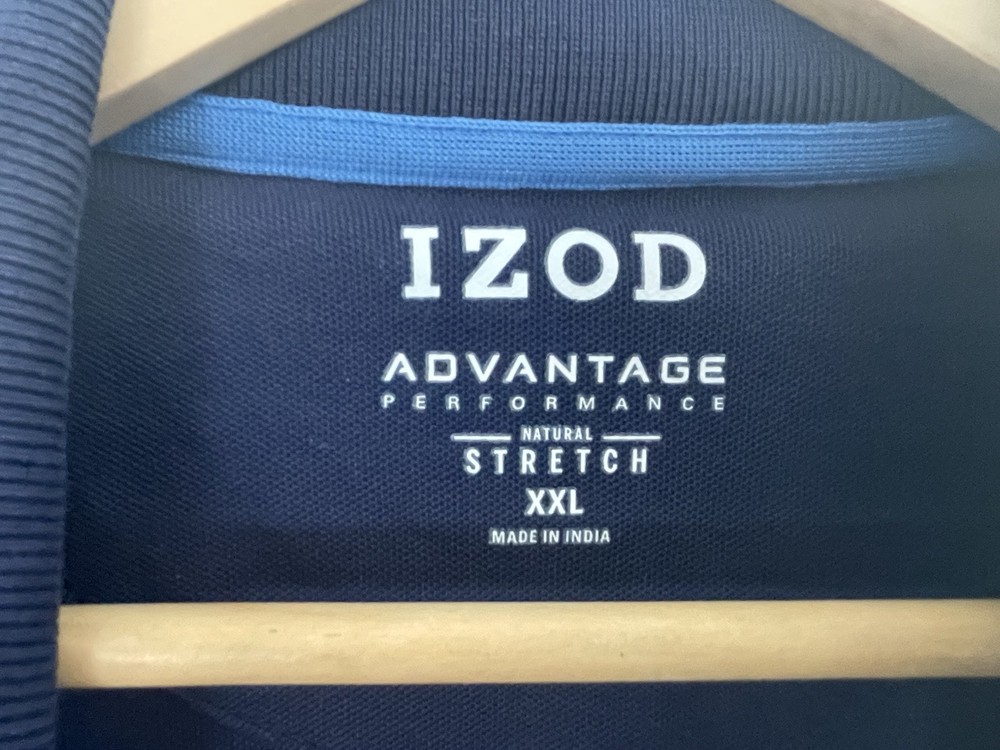 IZOD
ADVANTAGE
PERFORMANCE
NATURAL
STRETCH
XXL
MADE IN INDIA